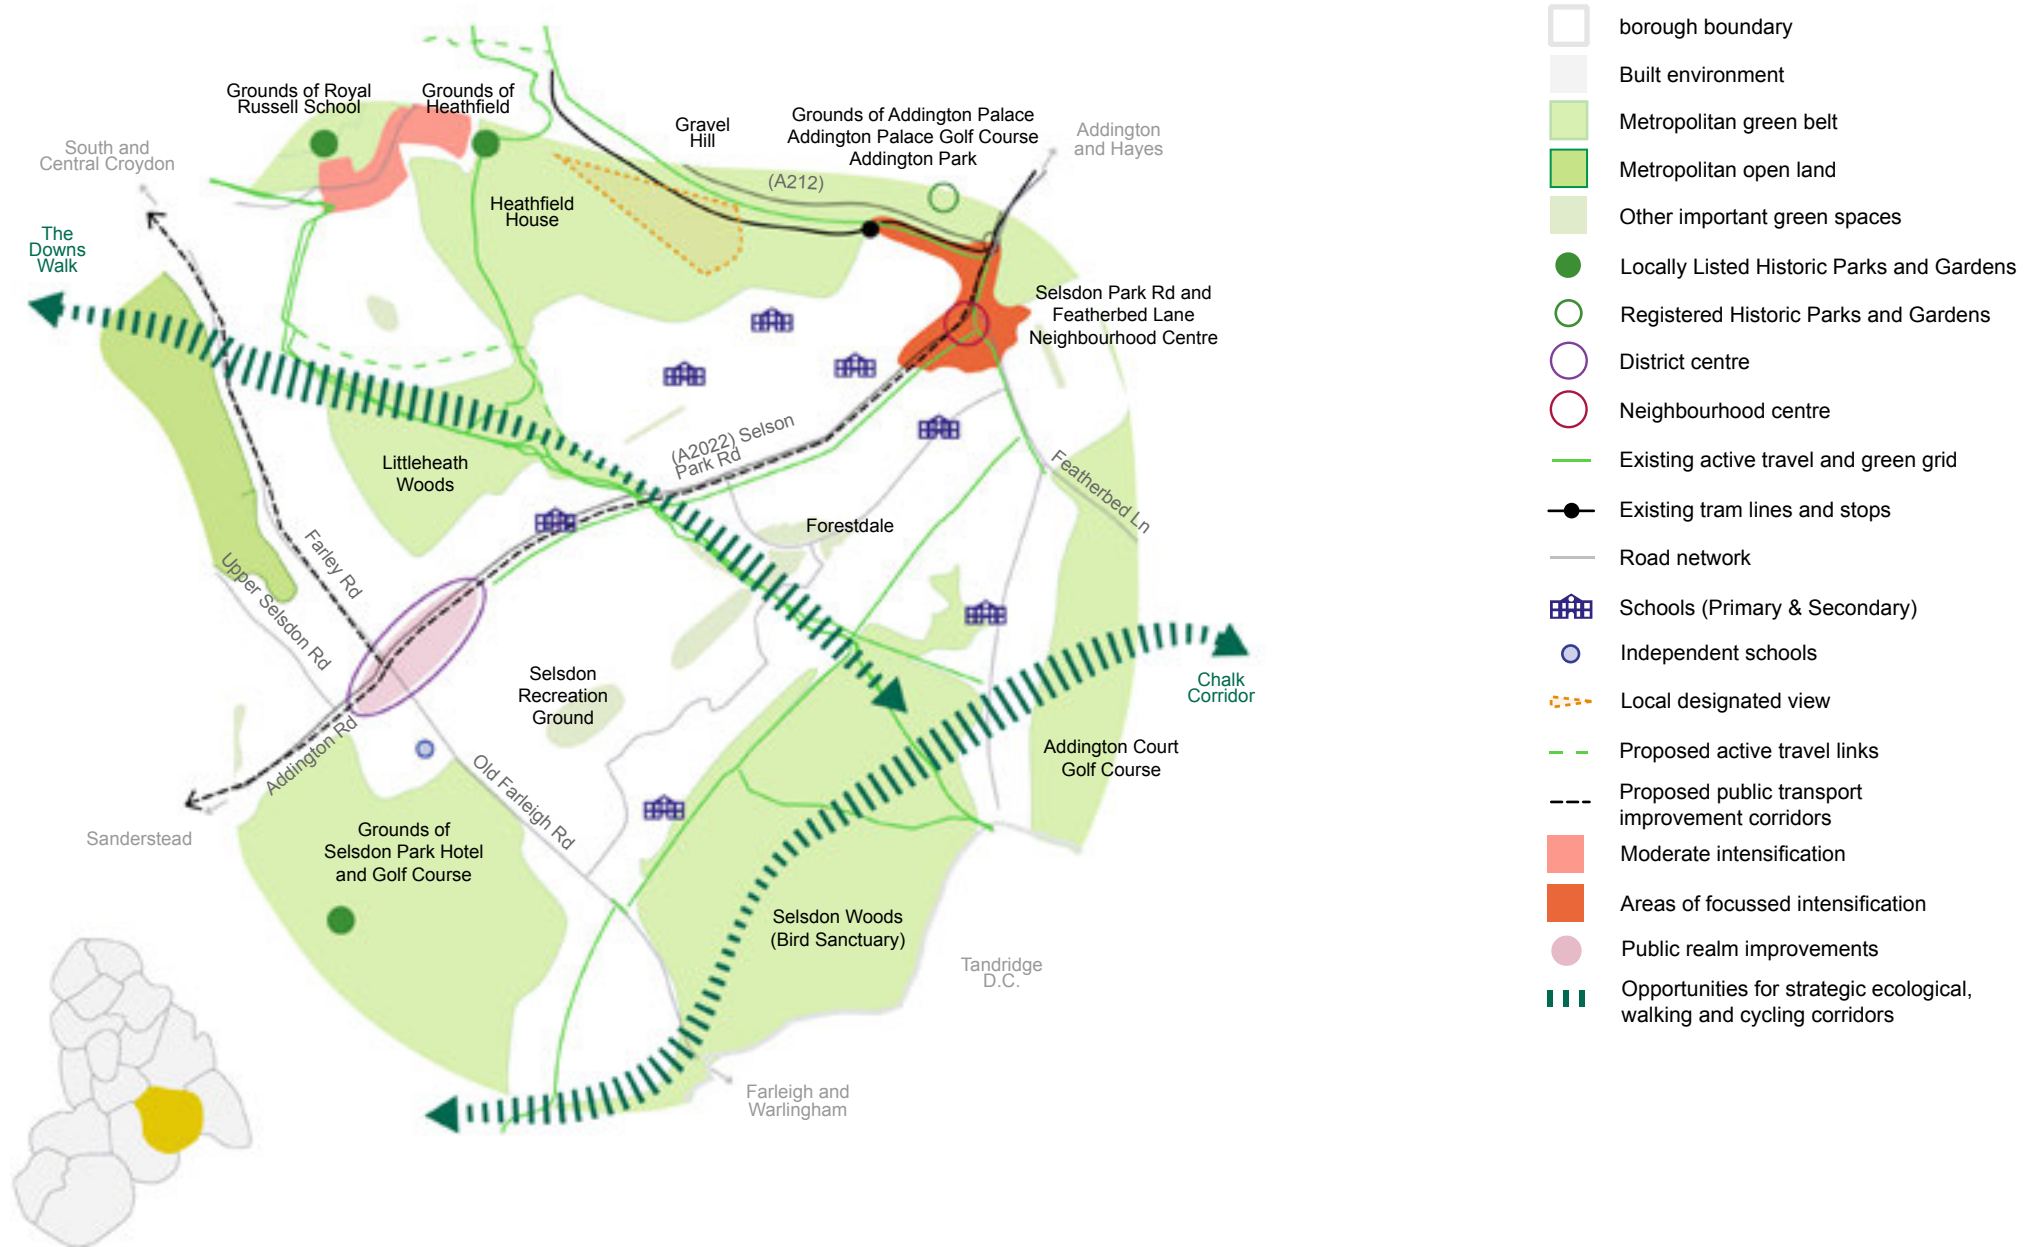 Grounds of Royal
Russell School
Grounds of
Heathfield
Gravel
Hill
Grounds of Addington Palace
Addington Palace Golf Course
Addington Park
Addington
and Hayes
South and
Central Croydon
(A212)
Heathfield
House
The
Downs
Walk
Selsdon Park Rd and
Featherbed Lane
Neighbourhood Centre
(A2022) Selson
Park Rd
Littleheath
Woods
Featherbed Ln
Forestdale
Farley Rd
Upper Selsdon Rd
Selsdon
Recreation
Ground
Chalk
Corridor
Addington Rd
Old Farleigh Rd
Addington Court
Golf Course
Sanderstead
Grounds of
Selsdon Park Hotel
and Golf Course
Selsdon Woods
(Bird Sanctuary)
Tandridge
D.C.
Farleigh and
Warlingham
borough boundary
Built environment
Metropolitan green belt
Metropolitan open land
Other important green spaces
Locally Listed Historic Parks and Gardens
Registered Historic Parks and Gardens
District centre
Neighbourhood centre
Existing active travel and green grid
Existing tram lines and stops
Road network
Schools (Primary & Secondary)
Independent schools
Local designated view
Proposed active travel links
Proposed public transport
improvement corridors
Moderate intensification
Areas of focussed intensification
Public realm improvements
Opportunities for strategic ecological,
walking and cycling corridors